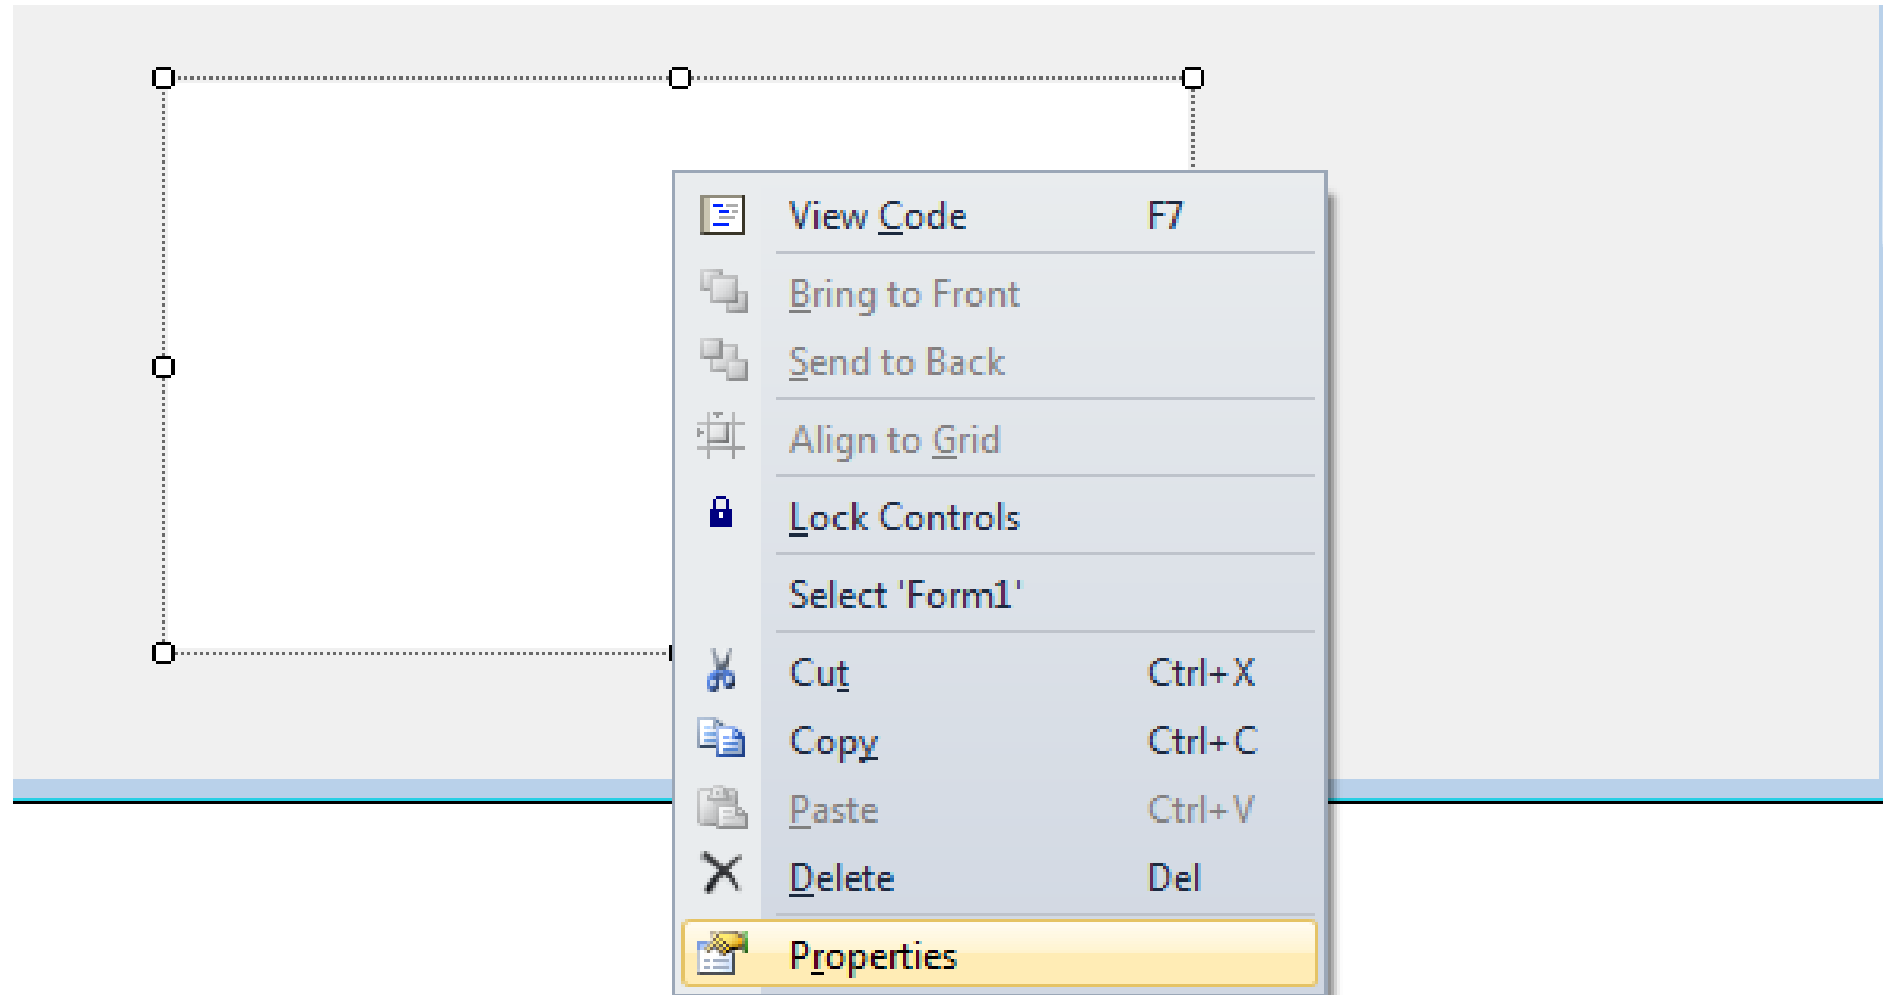 View Code F7
Bring to Front
Send to Back
Align to Grid
Lock Controls
Select 'Form1'
Cut Ctrl+X
Copy Ctrl+C
Paste Ctrl+V
Delete Del
Properties